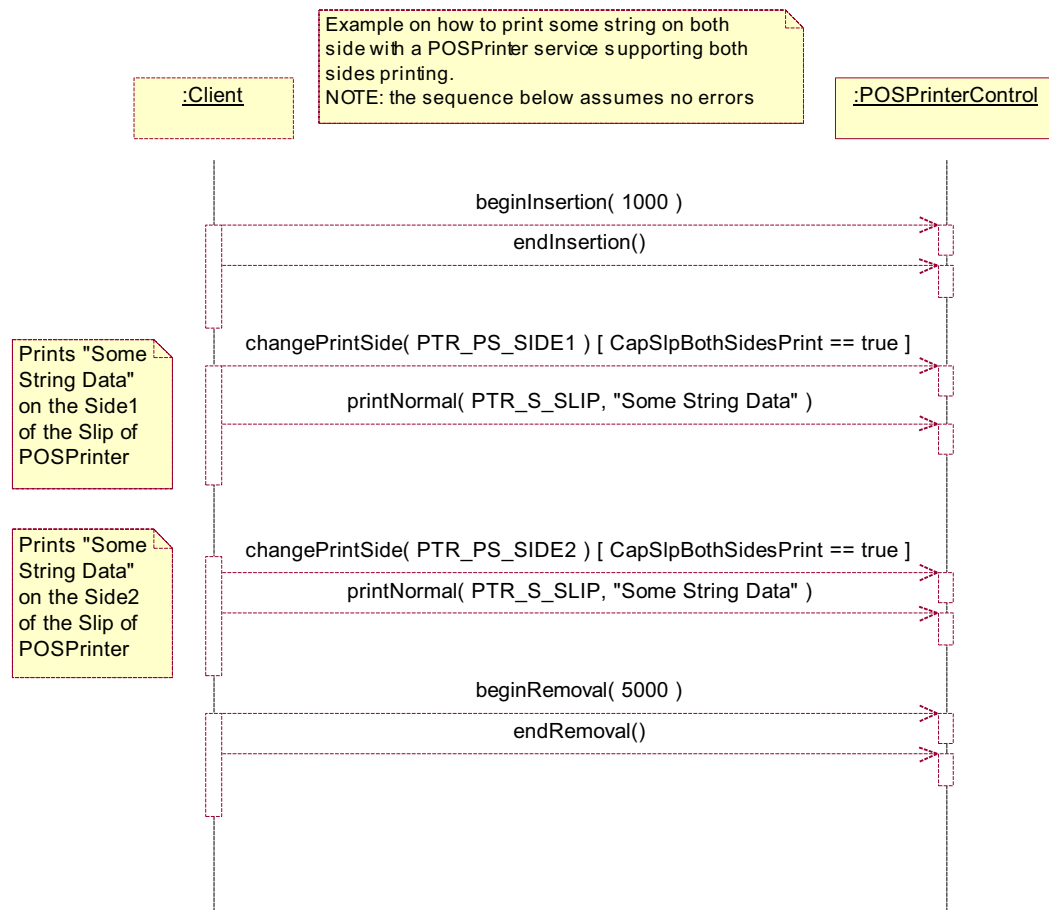 Example on how to print some string on both
side with a POSPrinter service supporting both
sides printing.
NOTE: the sequence below assumes no errors
:Client
:POSPrinterControl
beginInsertion( 1000 )
endInsertion()
changePrintSide( PTR_PS_SIDE1 ) [ CapSlpBothSidesPrint == true ]
Prints "Some
String Data"
on the Side1
of the Slip of
POSPrinter
printNormal( PTR_S_SLIP, "Some String Data" )
changePrintSide( PTR_PS_SIDE2 ) [ CapSlpBothSidesPrint == true ]
Prints "Some
String Data"
on the Side2
of the Slip of
POSPrinter
printNormal( PTR_S_SLIP, "Some String Data" )
beginRemoval( 5000 )
endRemoval()